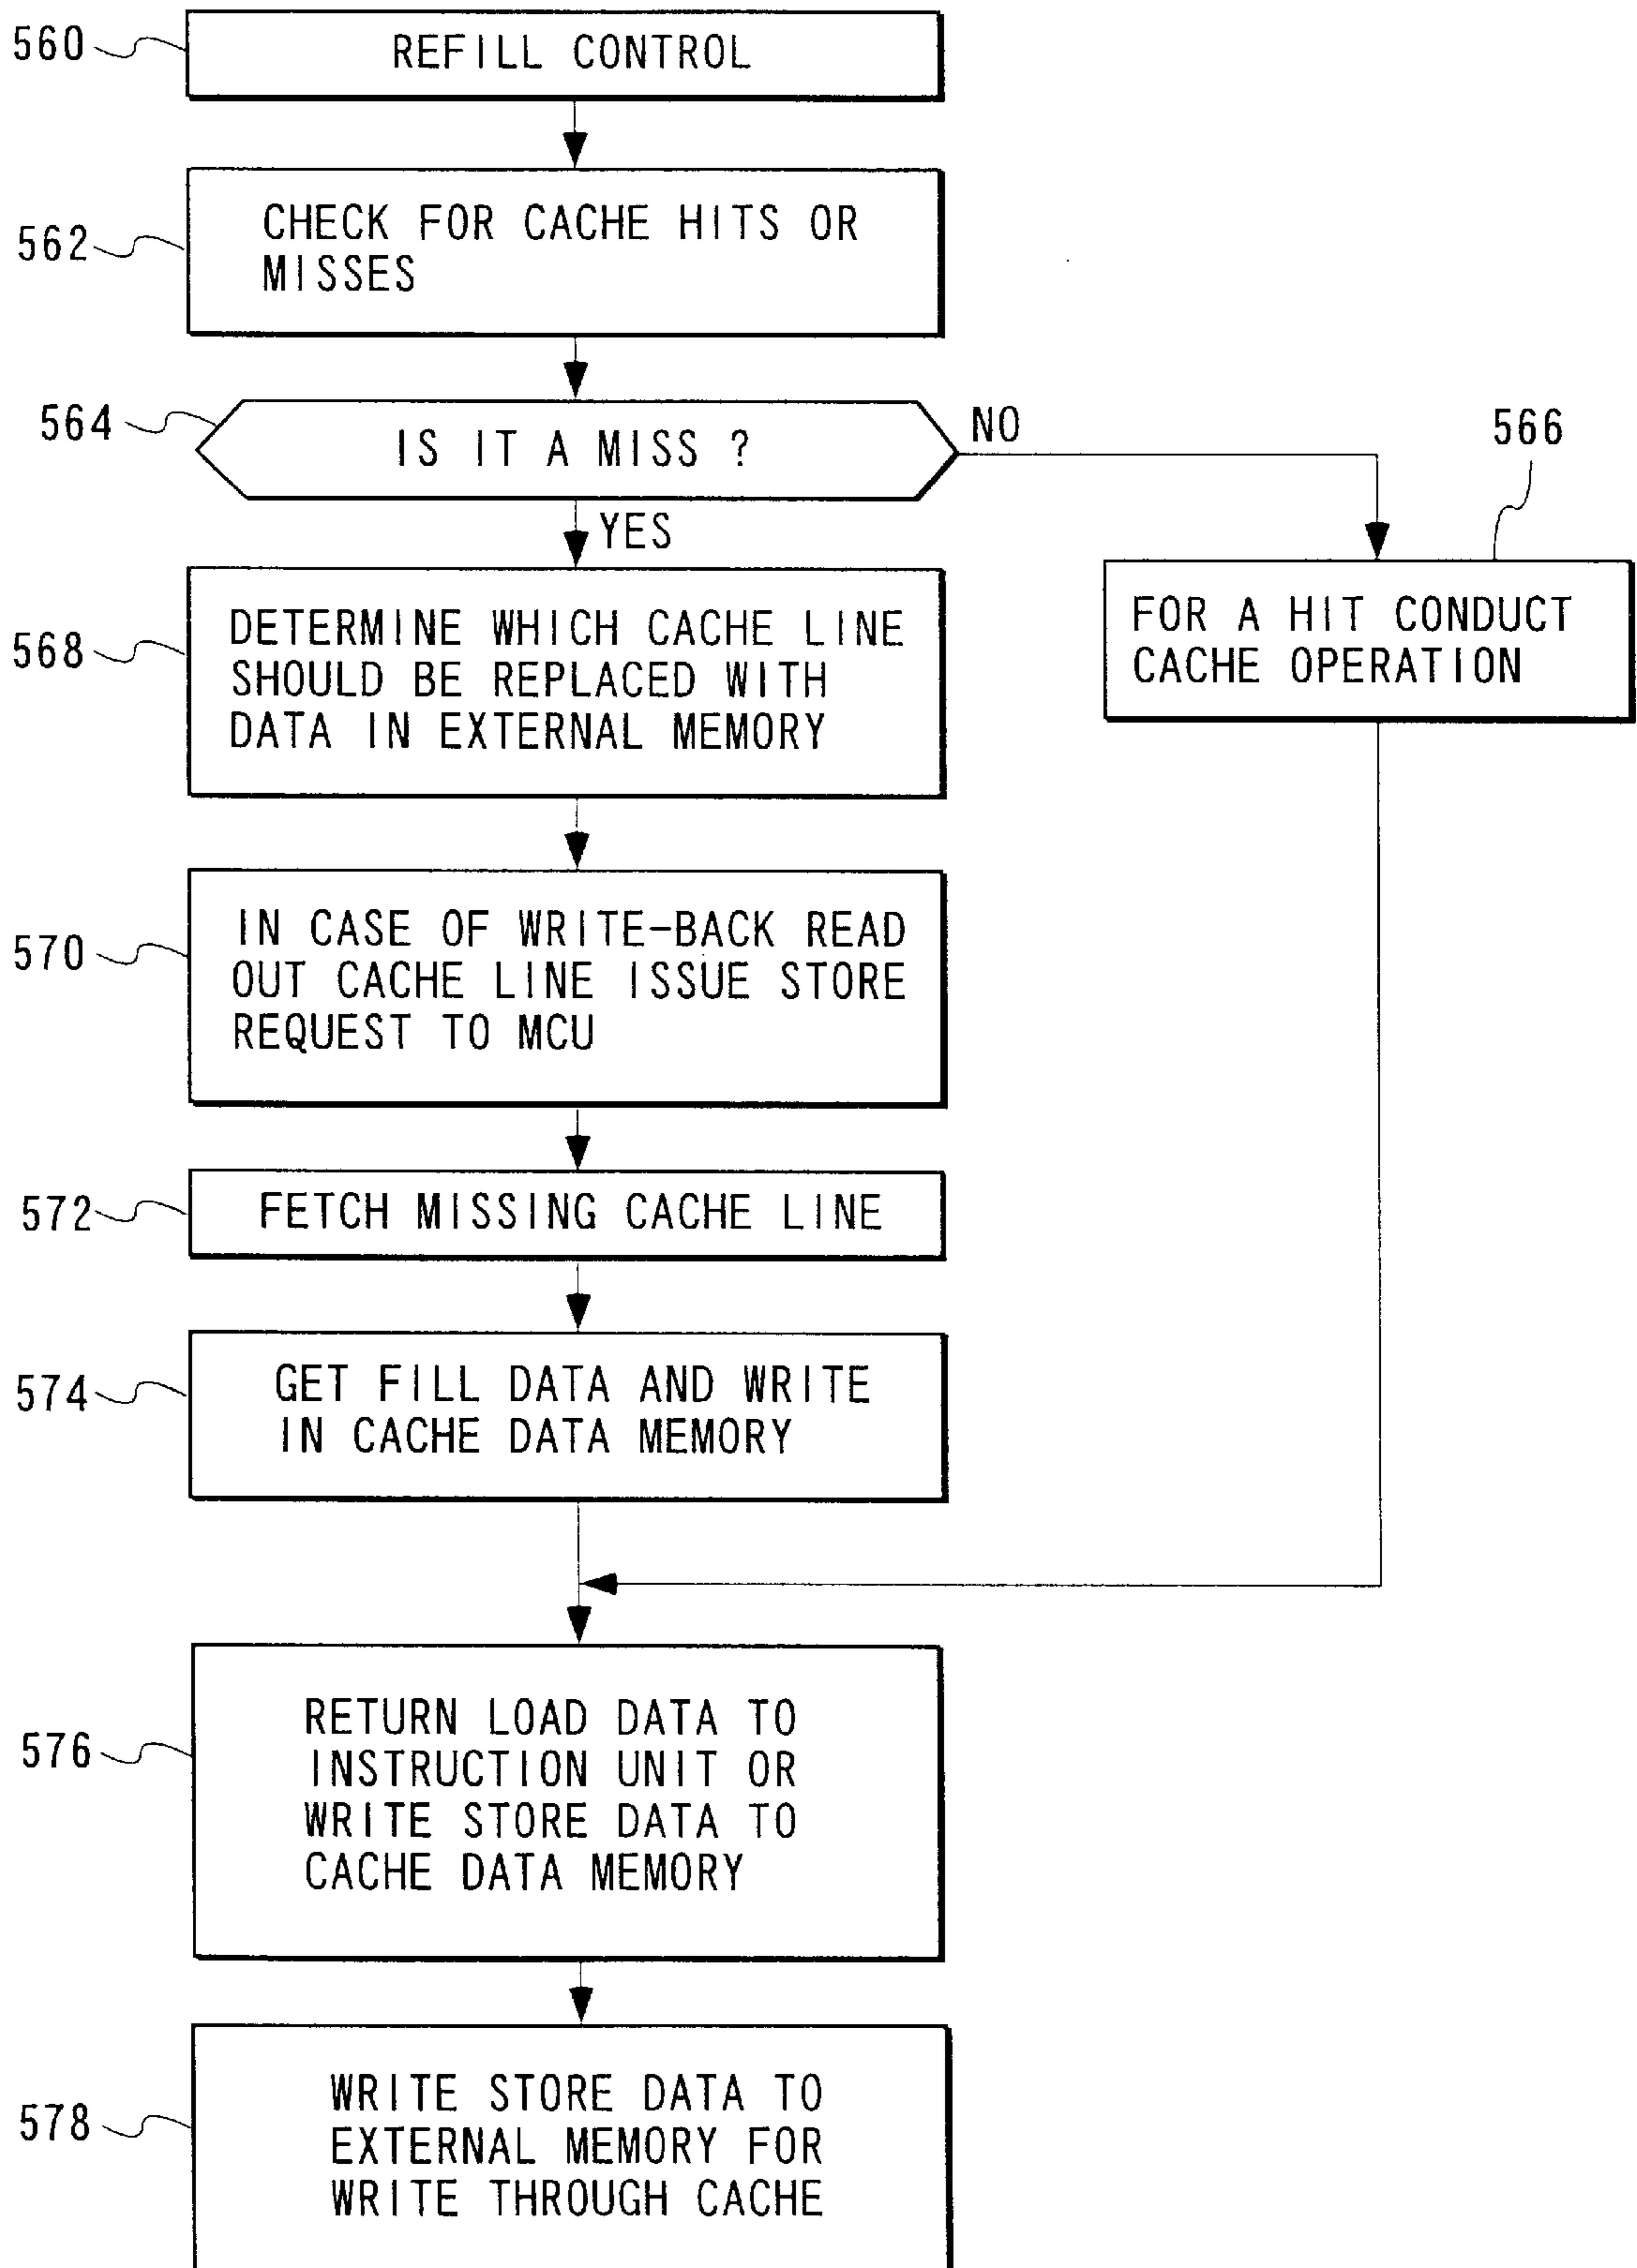 560
REFILL CONTROL
562
CHECK FOR CACHE HITS OR
MISSES
564
IS IT A MISS ?
NO
566
YES
568
DETERMINE WHICH CACHE LINE
SHOULD BE REPLACED WITH
DATA IN EXTERNAL MEMORY
FOR A HIT CONDUCT
CACHE OPERATION
570
IN CASE OF WRITE-BACK READ
OUT CACHE LINE ISSUE STORE
REQUEST TO MCU
572
FETCH MISSING CACHE LINE
574
GET FILL DATA AND WRITE
IN CACHE DATA MEMORY
576
RETURN LOAD DATA TO
INSTRUCTION UNIT OR
WRITE STORE DATA TO
CACHE DATA MEMORY
578
WRITE STORE DATA TO
EXTERNAL MEMORY FOR
WRITE THROUGH CACHE